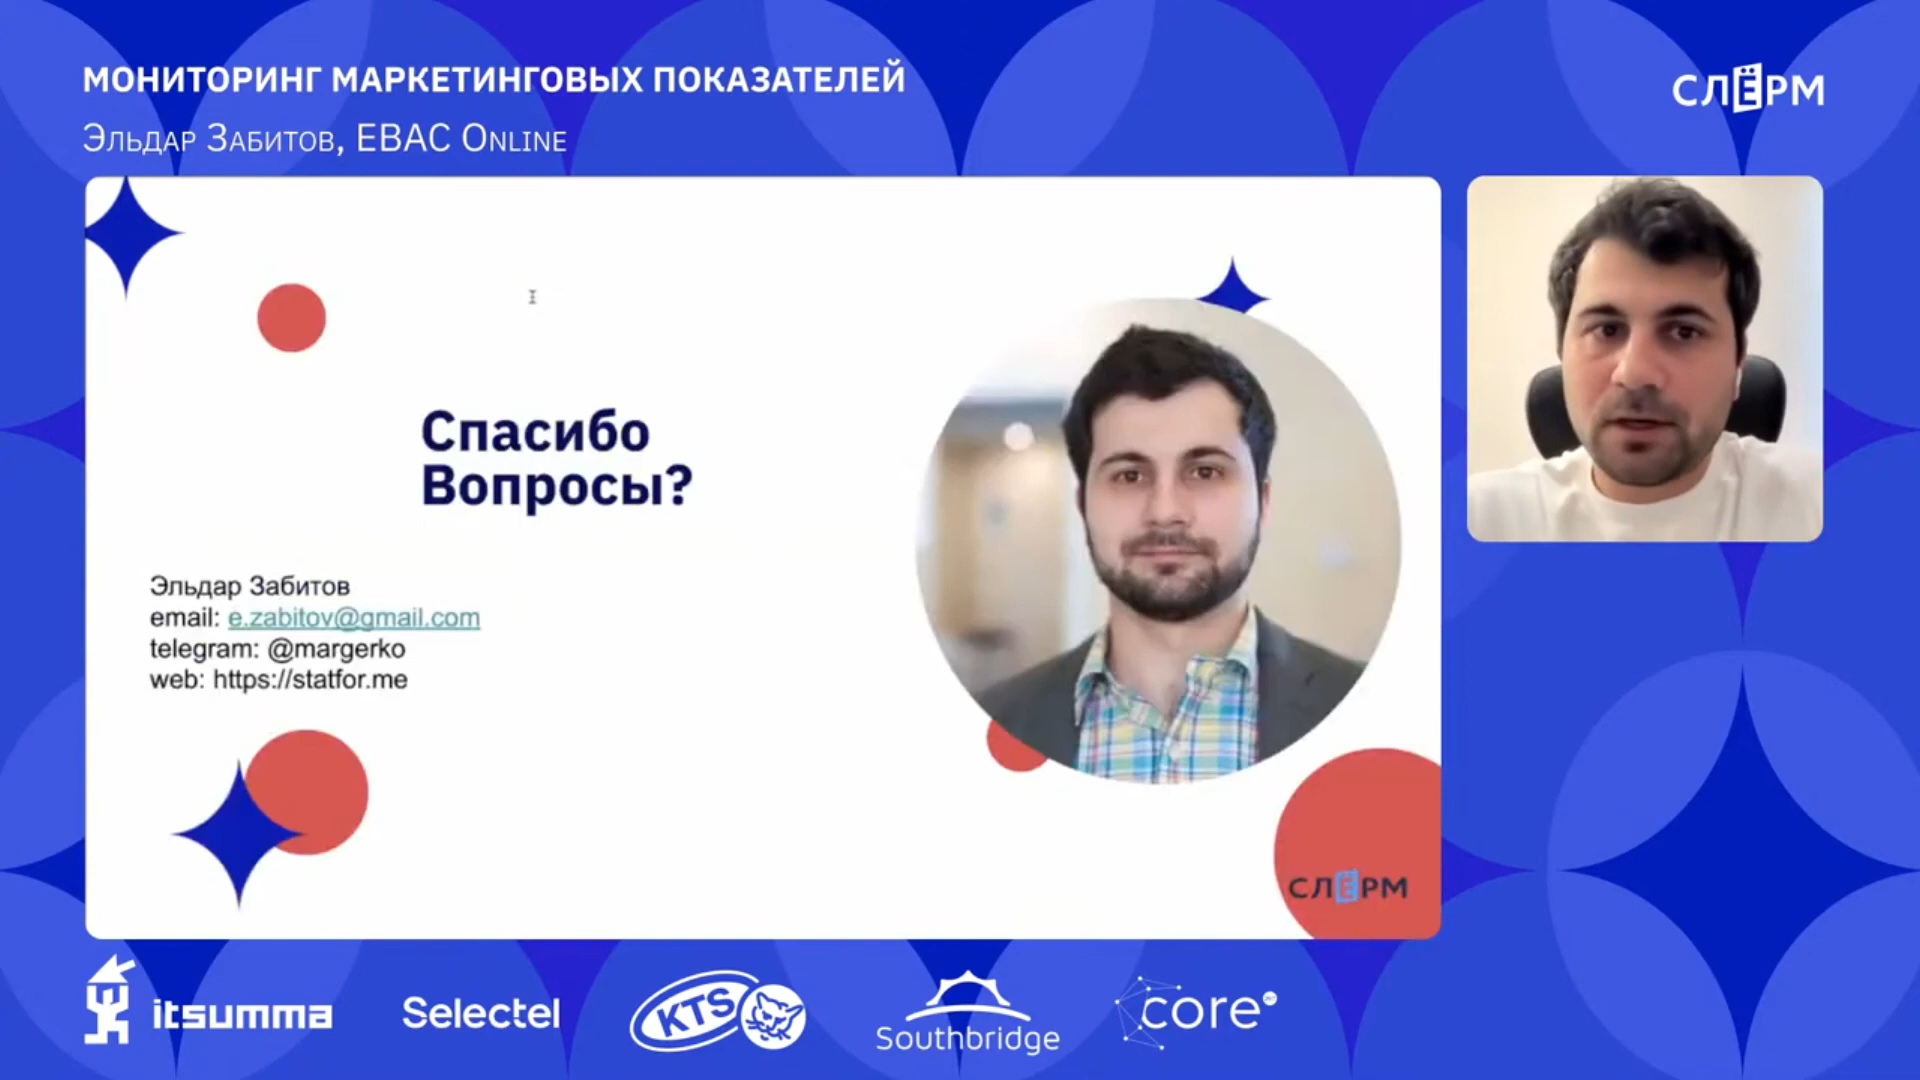 МОНИТОРИНГ МАРКЕТИНГОВЫХ ПОКАЗАТЕЛЕЙ
Эльдар Забитов, EBAC Online
СЛЁРМ
Спасибо
Вопросы?
Эльдар Забитов
email: e.zabitov@gmail.com
telegram: @margerko
web: https://statfor.me
СЛЁРМ
itsumma
Selectel
KTS
Southbridge
core